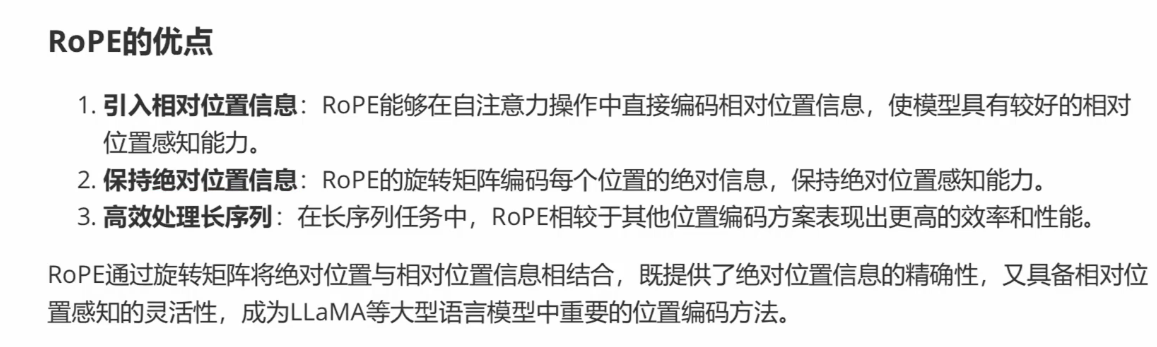 RoPE的优点
1. 引入相对位置信息：RoPE能够在自注意力操作中直接编码相对位置信息，使模型具有较好的相对
位置感知能力。
2. 保持绝对位置信息：RoPE的旋转矩阵编码每个位置的绝对信息，保持绝对位置感知能力。
3. 高效处理长序列：在长序列任务中，RoPE相较于其他位置编码方案表现出更高的效率和性能。
RoPE通过旋转矩阵将绝对位置与相对位置信息相结合，既提供了绝对位置信息的精确性，又具备相对位
置感知的灵活性，成为LLaMA等大型语言模型中重要的位置编码方法。